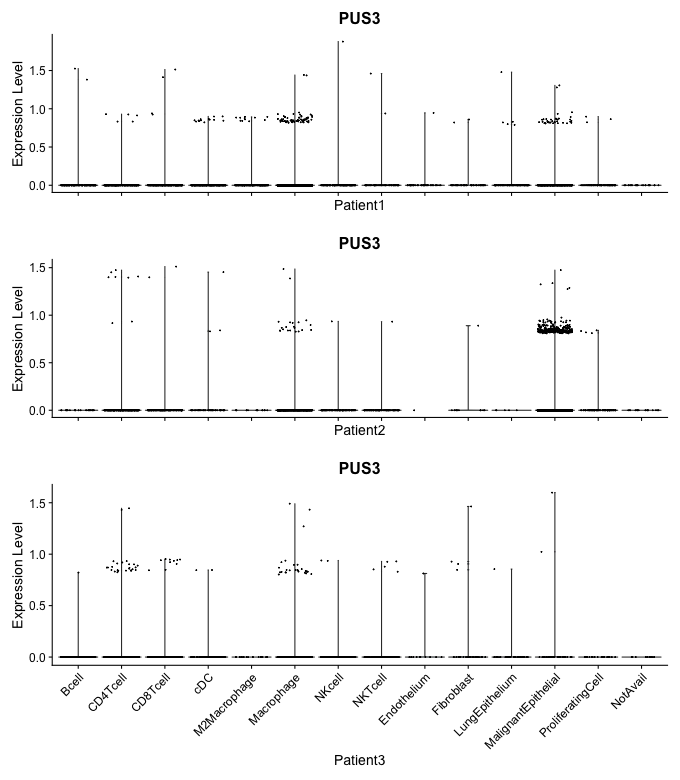 PUS3
Expression Level
1.5
1.0
0.5
0.0
Patient1
PUS3
Expression Level
1.5
1.0
0.5
0.0
Patient2
PUS3
Expression Level
1.5
1.0
0.5
0.0
Bcell
CD4Tcell
CD8Tcell
cDC
M2Macrophage
Macrophage
NKcell
NKTcell
Endothelium
Fibroblast
LungEpithelium
MalignantEpithelial
ProliferatingCell
NotAvail
Patient3